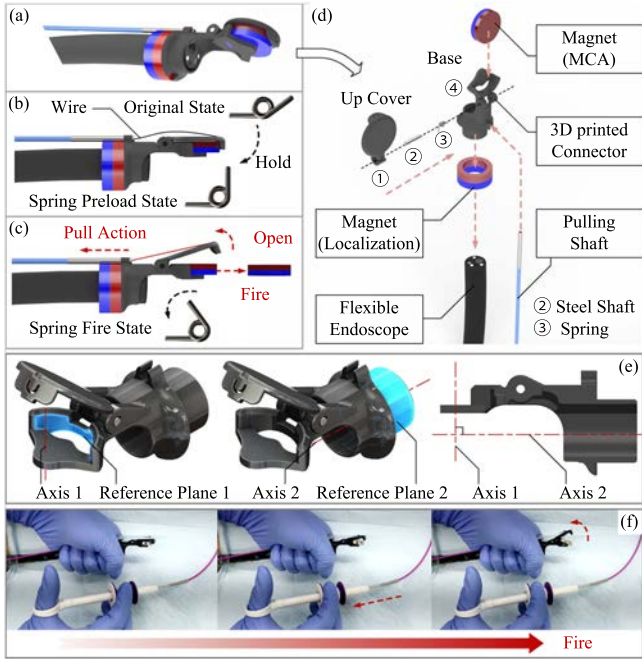 (a)
(b)
Wire
Original State
Hold
Spring Preload State
(c)
Pull Action
Open
Fire
Spring Fire State
(d)
Magnet
(MCA)
Base
④
Up Cover
③
②
①
3D printed
Connector
Magnet
(Localization)
Pulling
Shaft
Flexible
Endoscope
② Steel Shaft
③ Spring
(e)
Axis 1
Reference Plane 1
Axis 2
Reference Plane 2
Axis 1
Axis 2
(f)
Fire